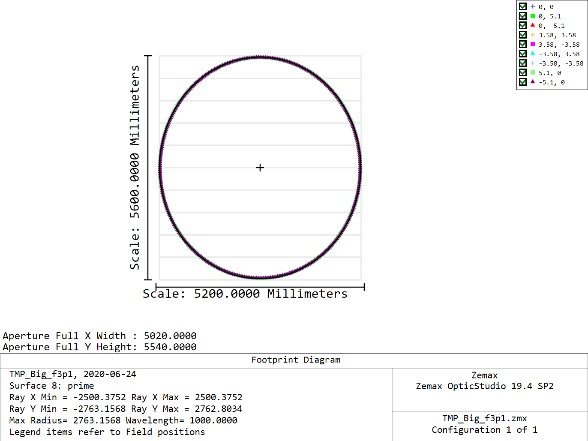 0, 0
0, 5.1
0, -5.1
3.58, 3.58
3.58, -3.58
-3.58, 3.58
-3.58, -3.58
5.1, 0
-5.1, 0
Scale: 5600.0000 Millimeters
Scale: 5200.0000 Millimeters
Aperture Full X Width : 5020.0000
Aperture Full Y Height: 5540.0000
Footprint Diagram
TMP_Big_f3p1, 2020-06-24
Surface 8: prime
Ray X Min = -2500.3752 Ray X Max = 2500.3752
Ray Y Min = -2763.1568 Ray Y Max = 2762.8034
Max Radius= 2763.1568 Wavelength= 1000.0000
Legend items refer to Field positions
Zemax
Zemax OpticStudio 19.4 SP2
TMP_Big_f3p1.zmx
Configuration 1 of 1